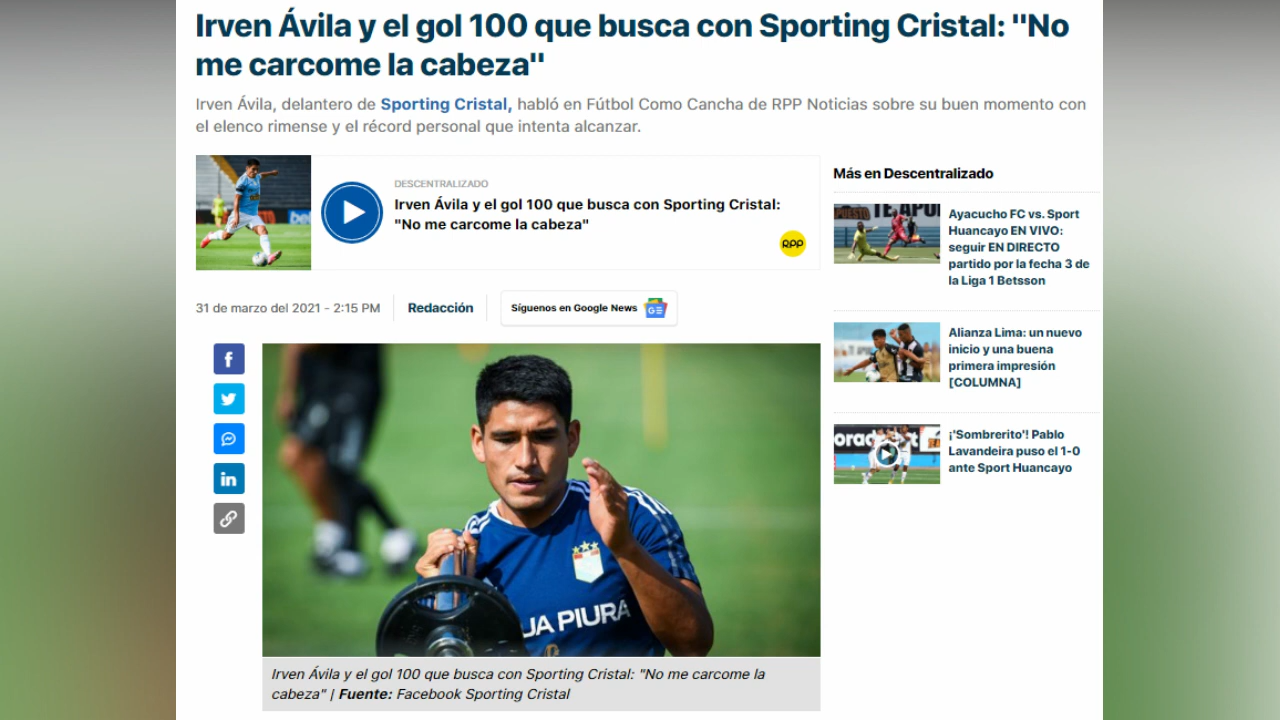 Irven Ávila y el gol 100 que busca con Sporting Cristal: "No
me carcome la cabeza"
Irven Ávila, delantero de Sporting Cristal, habló en Fútbol Como Cancha de RPP Noticias sobre su buen momento con
el elenco rimense y el récord personal que intenta alcanzar.
DESCENTRALIZADO
Irven Ávila y el gol 100 que busca con Sporting Cristal:
"No me carcome la cabeza"
RPP
31 de marzo del 2021 - 2:15 PM
Redacción
Síguenos en Google News
GE
f
in
UA PIURA
Irven Ávila y el gol 100 que busca con Sporting Cristal: "No me carcome la
cabeza" | Fuente: Facebook Sporting Cristal
Más en Descentralizado
Ayacucho FC vs. Sport
Huancayo EN VIVO:
seguir EN DIRECTO
partido por la fecha 3 de
la Liga 1 Betsson
Alianza Lima: un nuevo
inicio y una buena
primera impresión
[COLUMNA]
¡'Sombrerito'! Pablo
Lavandeira puso el 1-0
ante Sport Huancayo